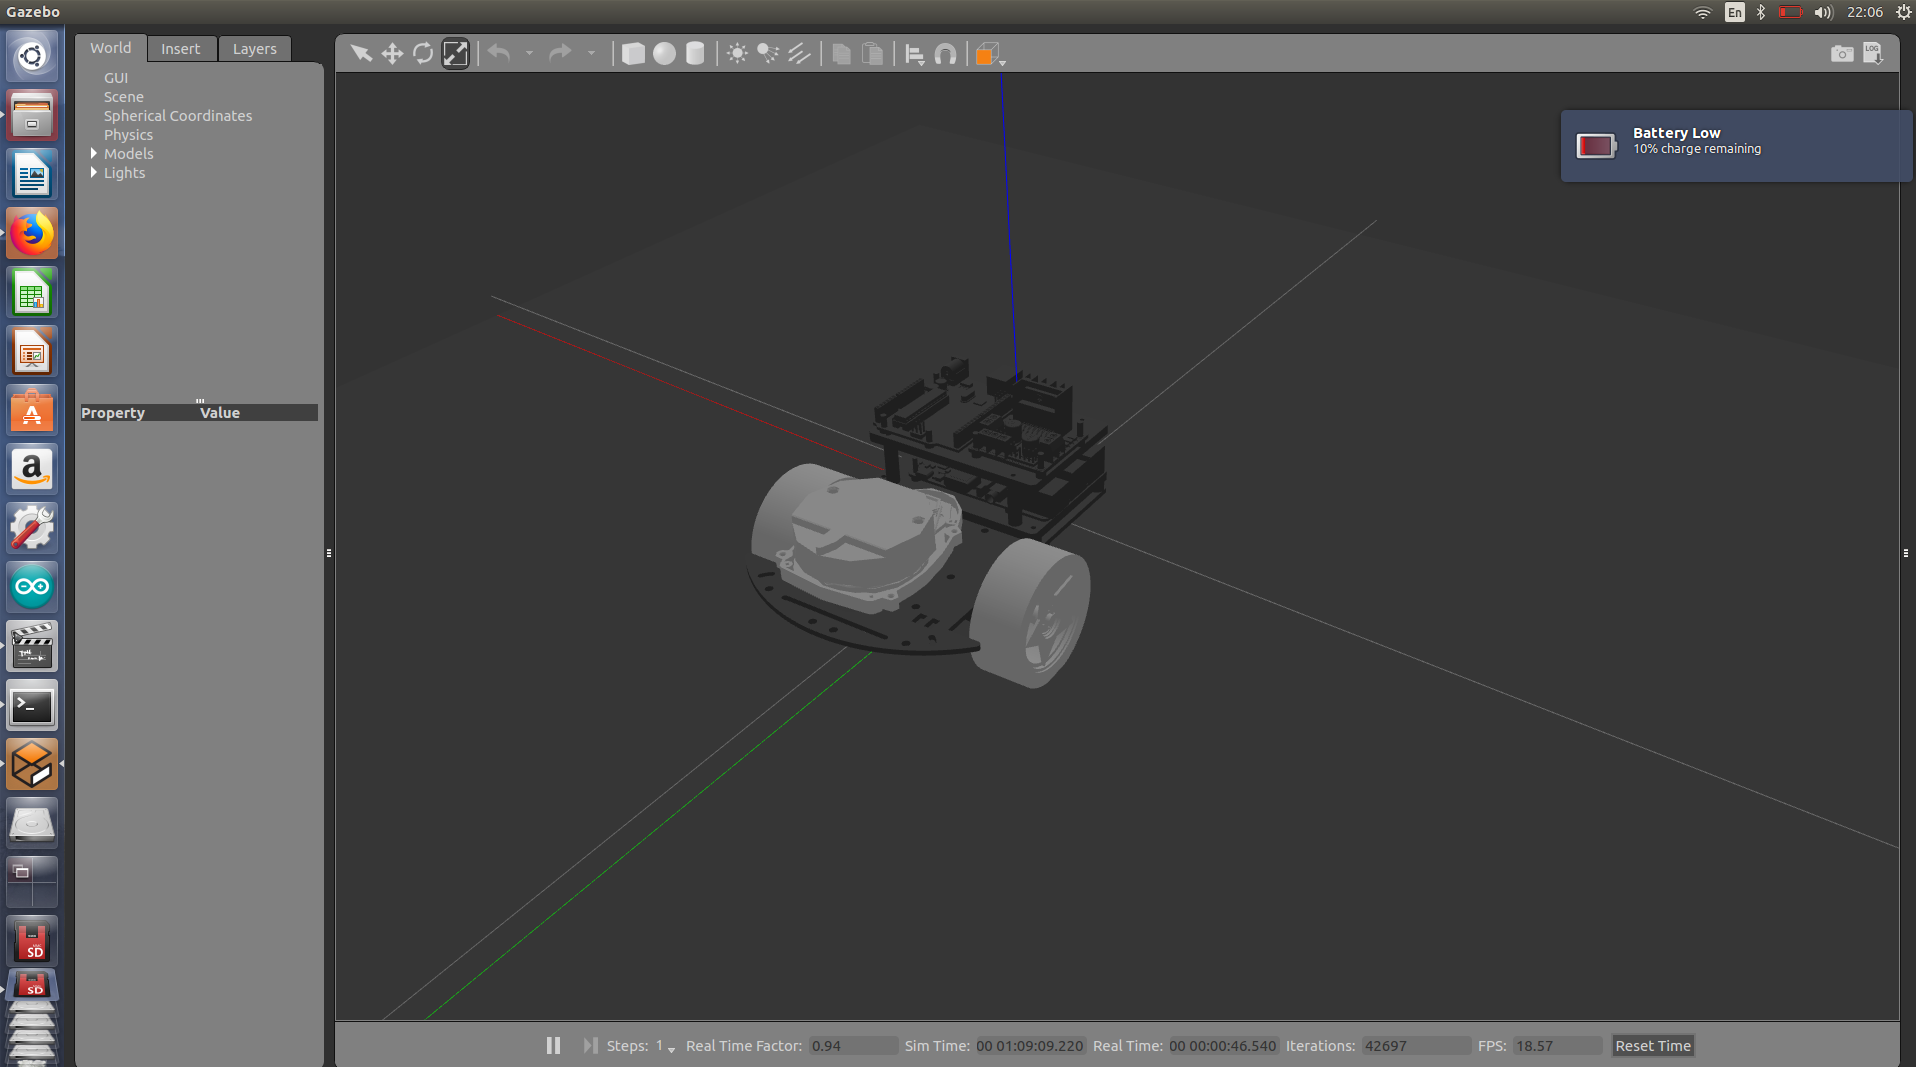 Gazebo
En
22:06
World
Insert
Layers
GUI
Scene
Spherical Coordinates
Physics
Models
Lights
Property Value
LOG
Battery Low
10% charge remaining
a
A
SD
SD
Steps: 1
Real Time Factor: 0.94
Sim Time: 00 01:09:09.220
Real Time: 00 00:00:46.540
Iterations: 42697
FPS: 18.57
Reset Time